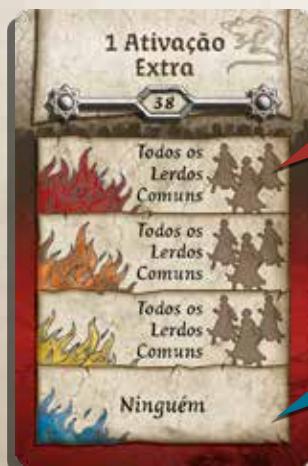 1 Ativação
Extra
38
Todos os
Lerdos
Comuns
Todos os
Lerdos
Comuns
Todos os
Lerdos
Comuns
Ninguém